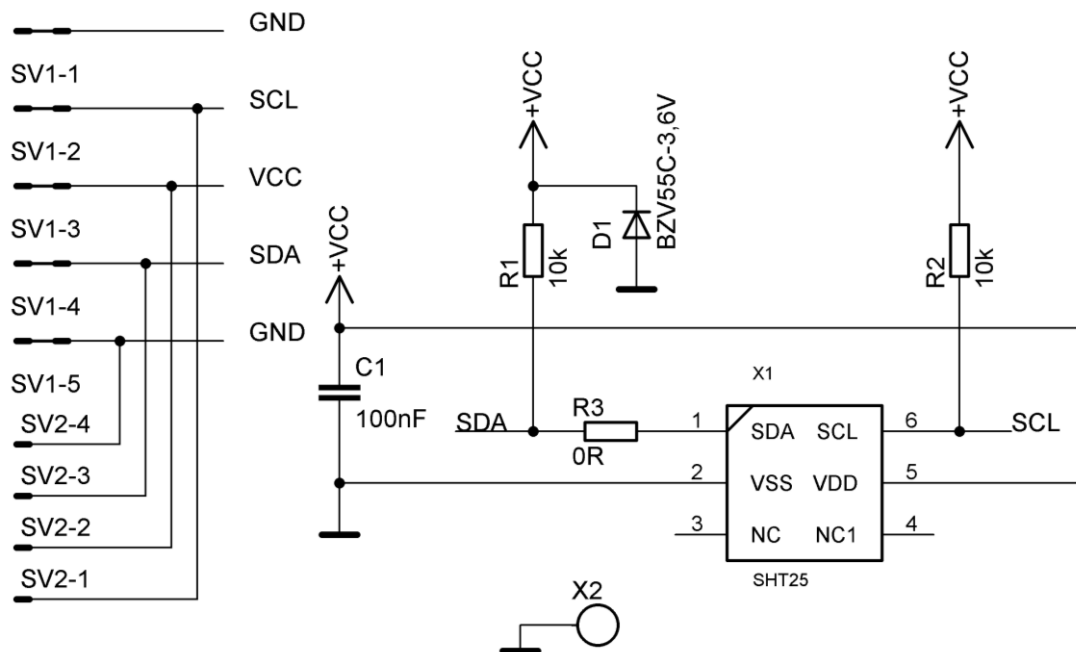 GND
SV1-1
SCL
SV1-2
VCC
SV1-3
SDA
SV1-4
GND
SV1-5
SV2-4
SV2-3
SV2-2
SV2-1
+VCC
C1
100nF
+VCC
R1
10k
D1
BZV55C-3,6V
+VCC
R2
10k
SDA
R3
0R
X1
1 SDA SCL 6
SCL
2 VSS VDD 5
3 NC NC1 4
SHT25
X2